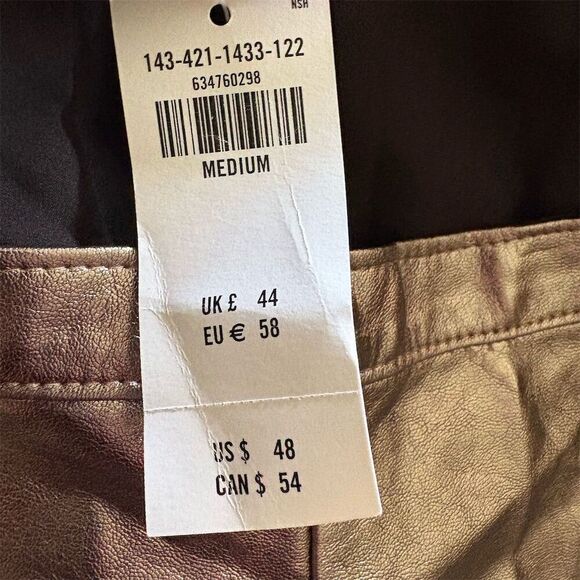 NSH
143-421-1433-122
634760298
MEDIUM
UK £ 44
EU € 58
US $ 48
CAN $ 54